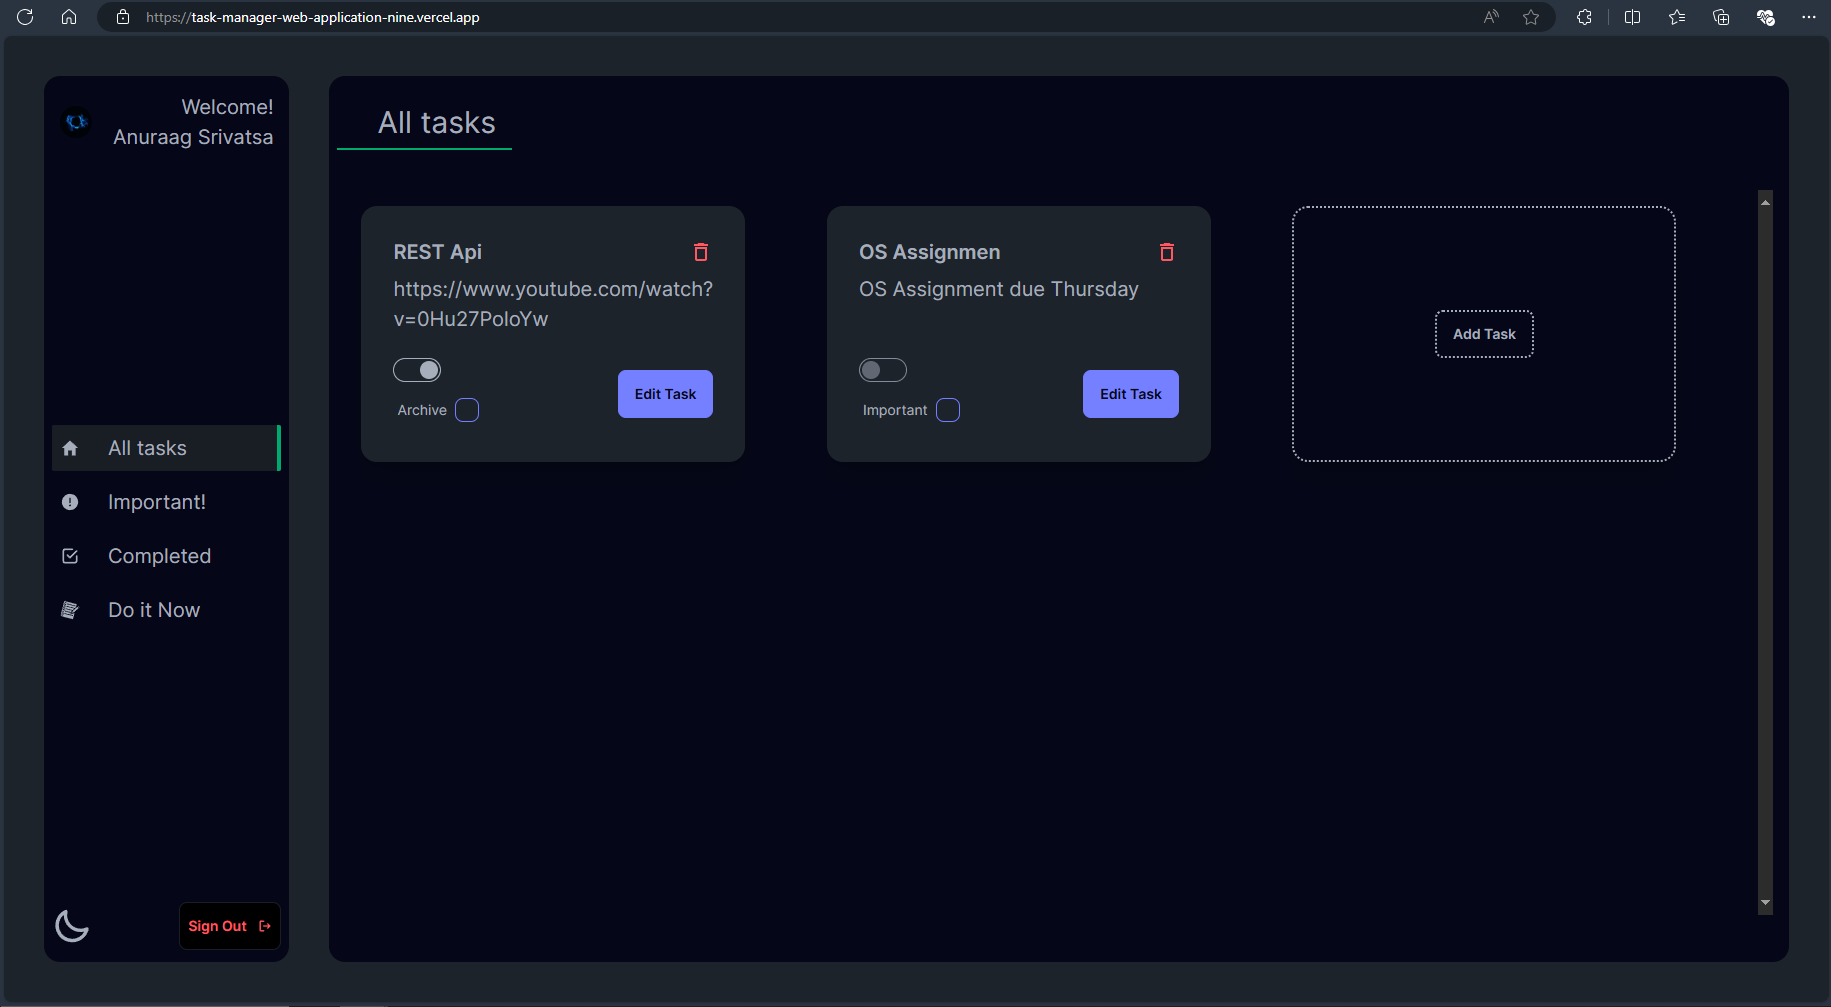 https://task-manager-web-application-nine.vercel.app
Welcome!
Anuraag Srivatsa
All tasks
Important!
Completed
Do it Now
Sign Out
All tasks
REST Api
https://www.youtube.com/watch?
v=0Hu27PoloYw
Archive
Edit Task
OS Assignmen
OS Assignment due Thursday
Important
Edit Task
Add Task